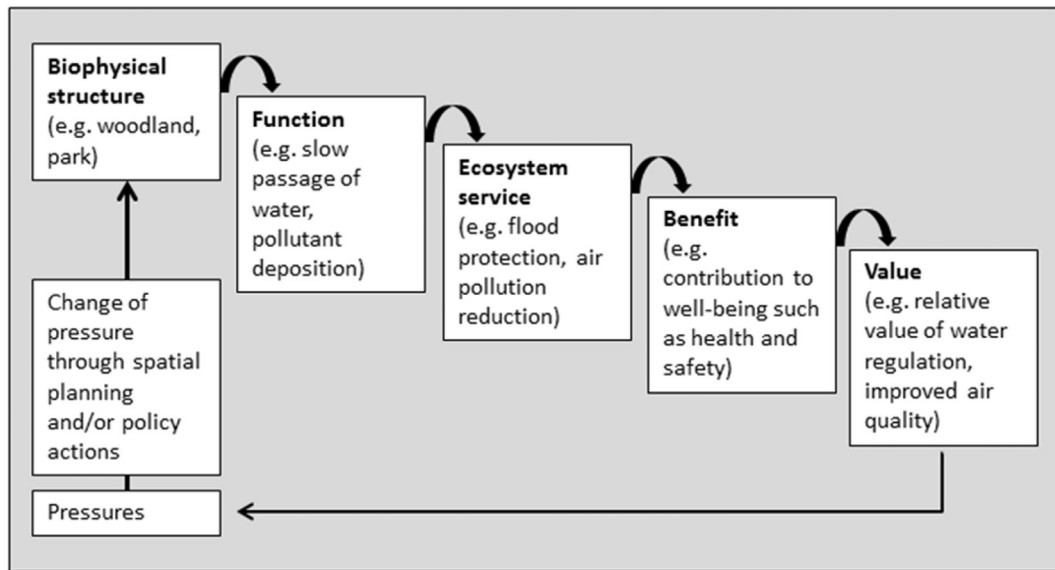 Biophysical
structure
(e.g. woodland,
park)
Function
(e.g. slow
passage of
water,
pollutant
deposition)
Ecosystem
service
(e.g. flood
protection, air
pollution
reduction)
Benefit
(e.g.
contribution to
well-being such
as health and
safety)
Value
(e.g. relative
value of water
regulation,
improved air
quality)
Change of
pressure
through spatial
planning
and/or policy
actions
Pressures